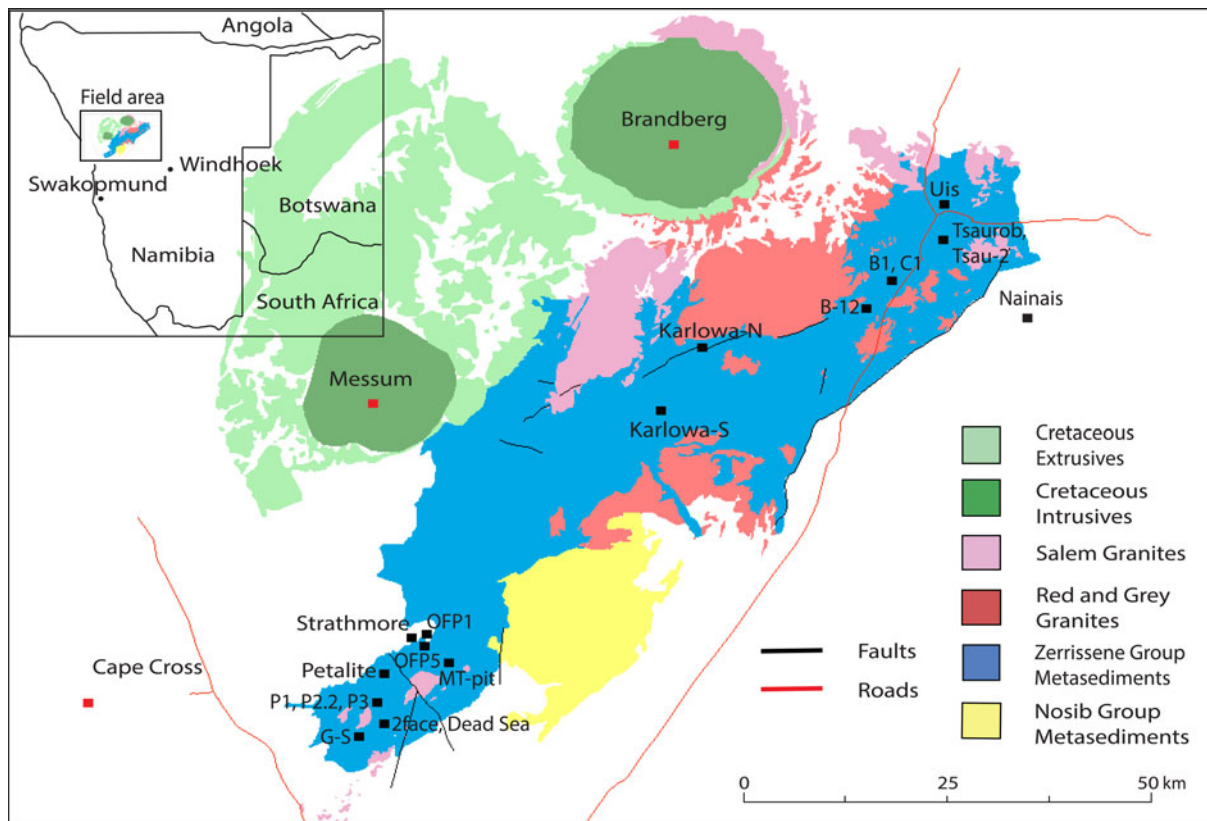 Angola
Field area
Windhoek
Swakopmund
Botswana
Namibia
South Africa
Brandberg
Messum
Uis
Tsaurob,
Tsau-2
B1, C1
B-12
Nainais
Karlowa-N
Karlowa-S
Strathmore
OFP1
OFP5
MT-pit
Petalite
P1, P2.2, P3
2face, Dead Sea
G-S
Cape Cross
Cretaceous
Extrusives
Cretaceous
Intrusives
Salem Granites
Red and Grey
Granites
Zerrissene Group
Metasediments
Nosib Group
Metasediments
Faults
Roads
0 25 50 km